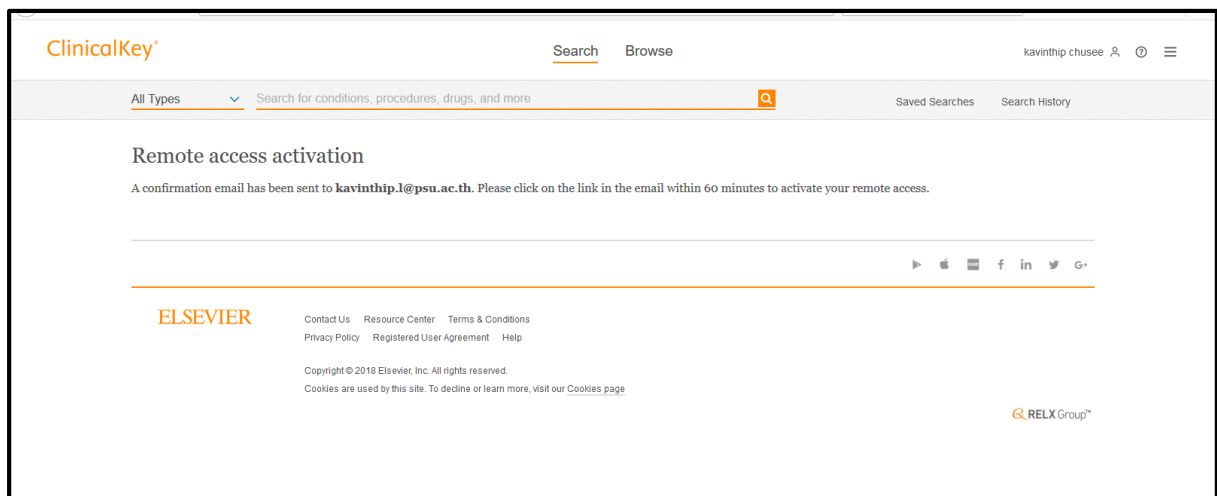 ClinicalKey®
Search Browse
kavinthip chusee
All Types
Search for conditions, procedures, drugs, and more
Saved Searches Search History
Remote access activation
A confirmation email has been sent to kavinthip.l@psu.ac.th. Please click on the link in the email within 60 minutes to activate your remote access.
f in G+
ELSEVIER
Contact Us Resource Center Terms & Conditions
Privacy Policy Registered User Agreement Help
Copyright © 2018 Elsevier, Inc. All rights reserved.
Cookies are used by this site. To decline or learn more, visit our Cookies page
RELX Group™